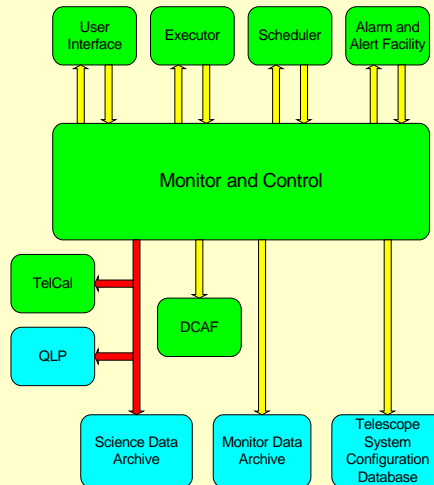 User
Interface
Executor
Scheduler
Alarm and
Alert Facility
Monitor and Control
TelCal
QLP
DCAF
Science Data
Archive
Monitor Data
Archive
Telescope
System
Configuration
Database